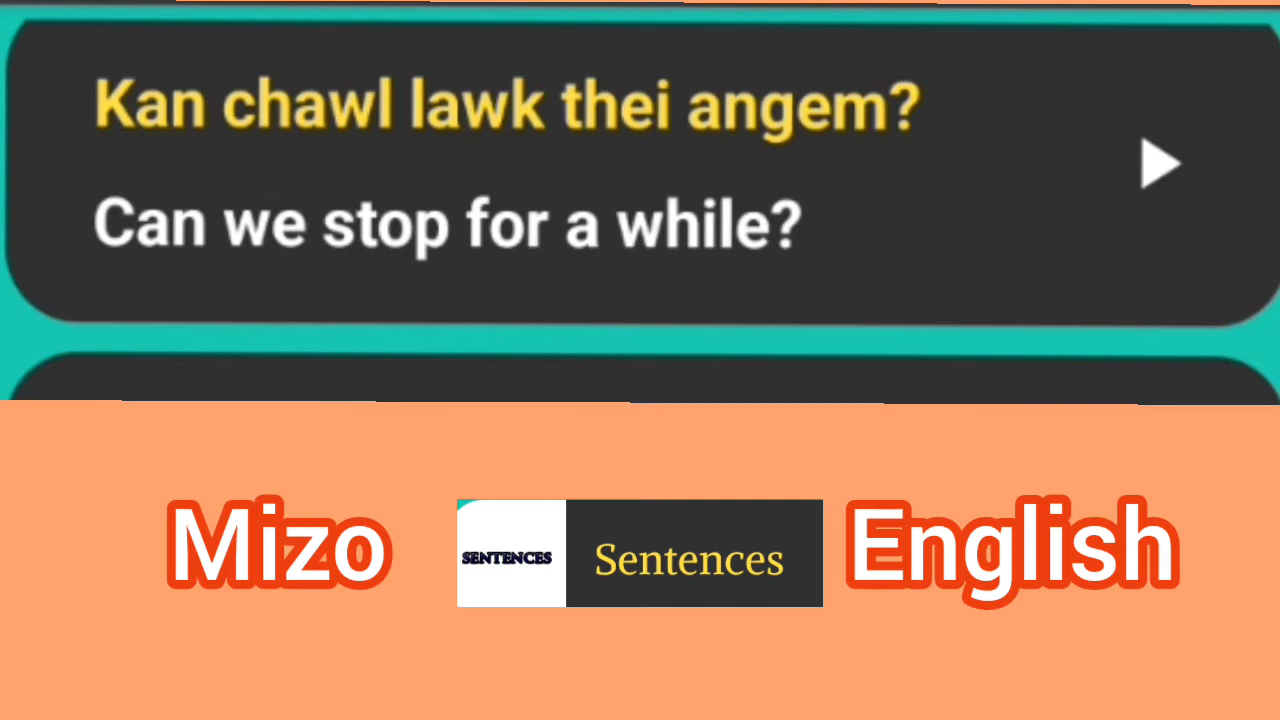 Kan chawl lawk thei angem?
Can we stop for a while?
Mizo
SENTENCES
Sentences
English